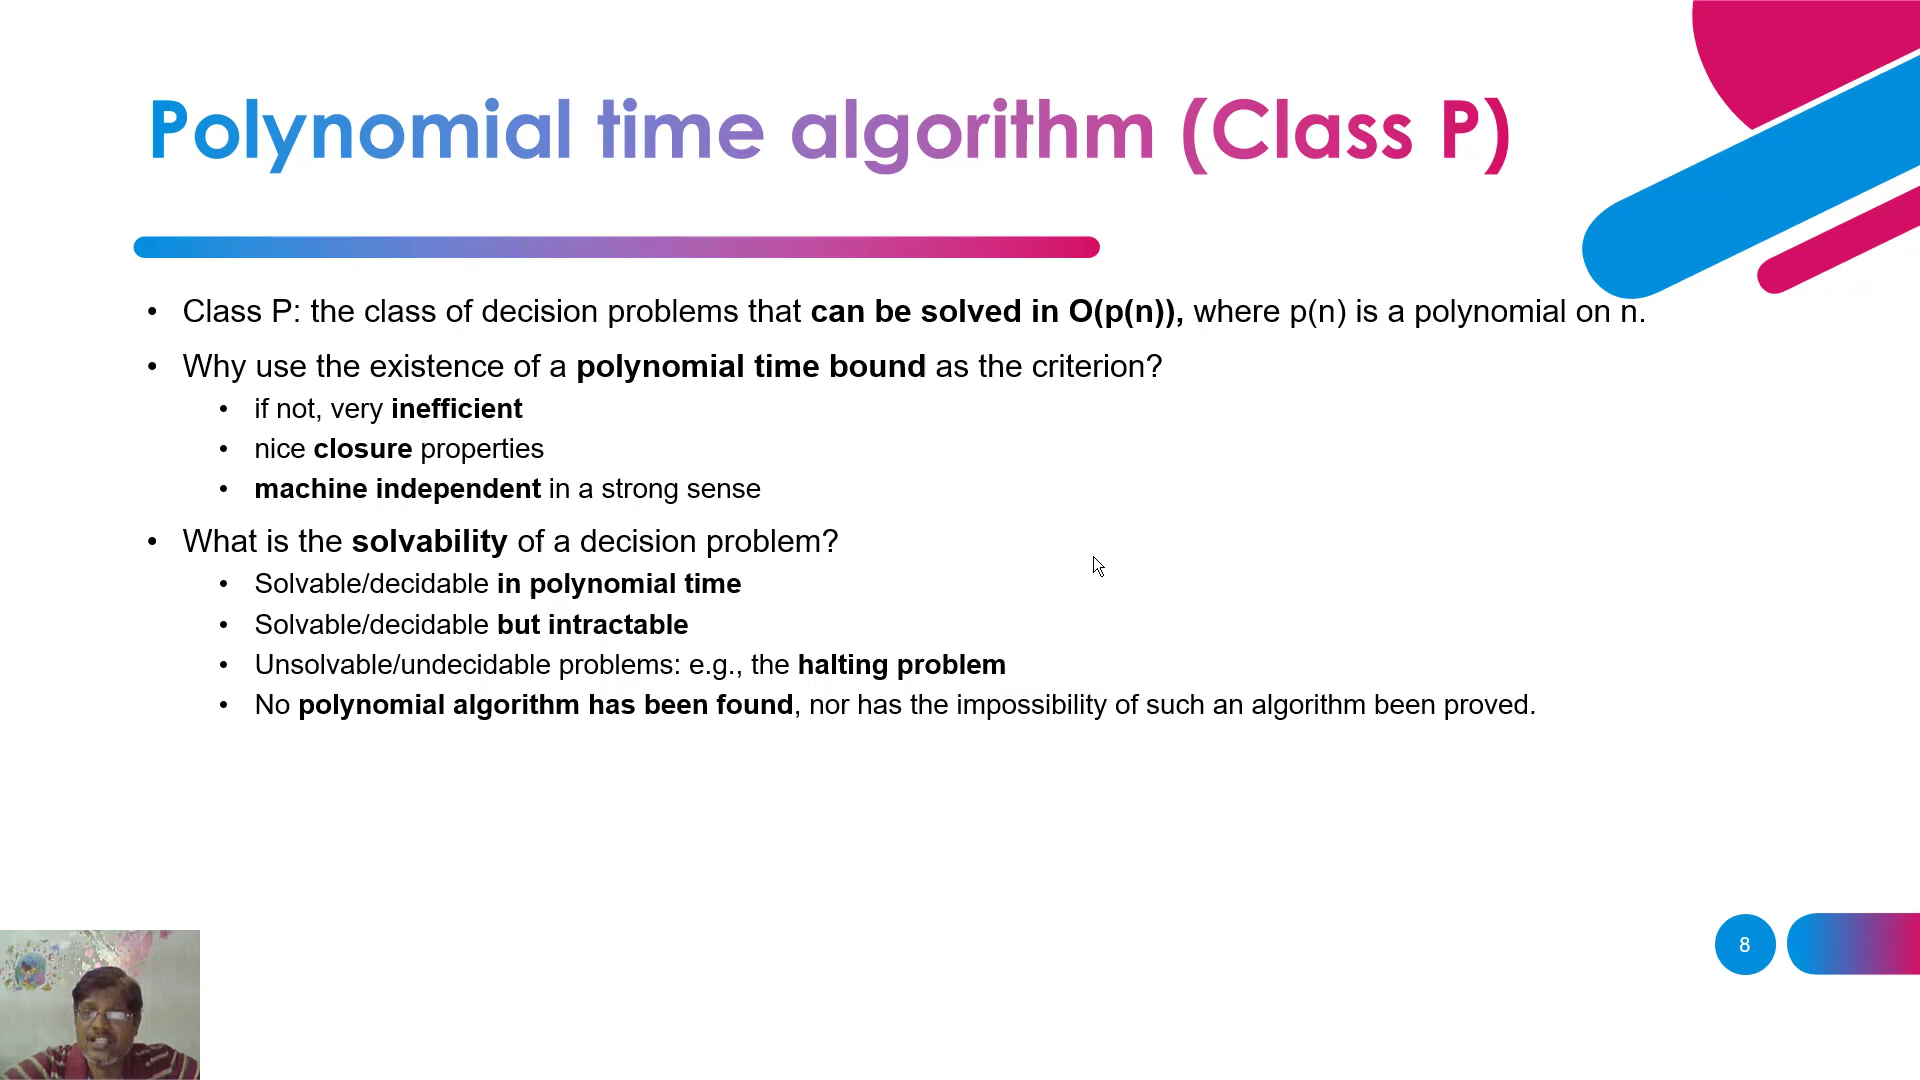 Polynomial time algorithm (Class P)
• Class P: the class of decision problems that can be solved in O(p(n)), where p(n) is a polynomial on n.
• Why use the existence of a polynomial time bound as the criterion?
• if not, very inefficient
• nice closure properties
• machine independent in a strong sense
• What is the solvability of a decision problem?
• Solvable/decidable in polynomial time
• Solvable/decidable but intractable
• Unsolvable/undecidable problems: e.g., the halting problem
• No polynomial algorithm has been found, nor has the impossibility of such an algorithm been proved.
8